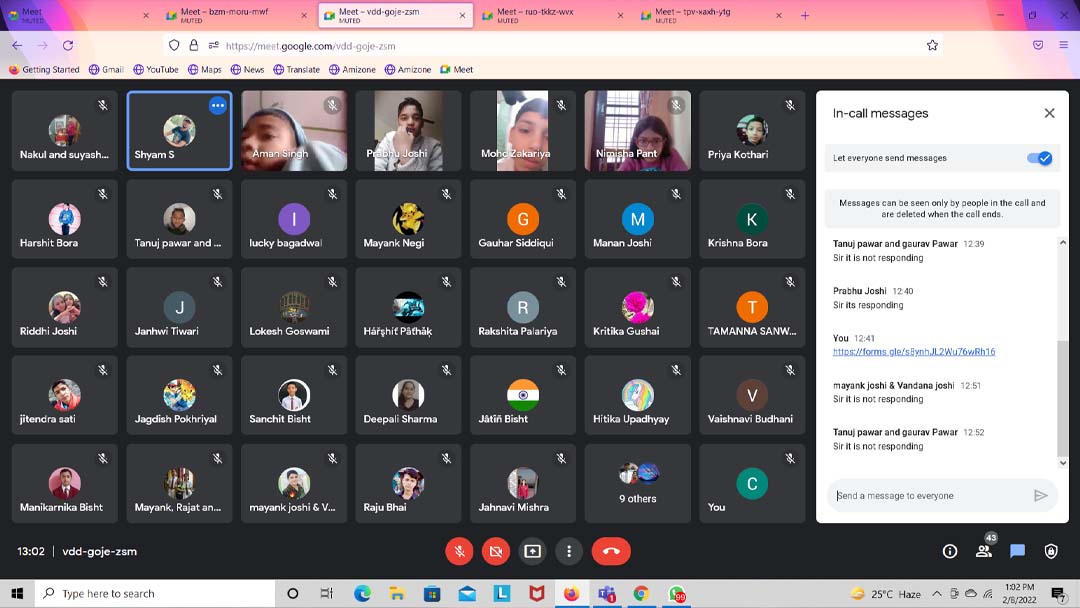 Meet
MUTED
Meet – bzm-moru-mwf
MUTED
Meet – vdd-goje-zsm
MUTED
Meet – ruo-tkkz-wvx
MUTED
Meet – tpv-xaxh-ytg
MUTED
https://meet.google.com/vdd-goje-zsm
Getting Started Gmail YouTube Maps News Translate Amizone Amizone Meet
Nakul and suyash...
Shyam S
Aman Singh
Prabhu Joshi
Mohd Zakariya
Nimisha Pant
Priya Kothari
Harshit Bora
Tanuj pawar and ...
I
lucky bagadwal
Mayank Negi
G
Gauhar Siddiqui
M
Manan Joshi
K
Krishna Bora
Riddhi Joshi
J
Janhwi Tiwari
Lokesh Goswami
R
Rakshita Palariya
Kritika Gushai
T
TAMANNA SANW...
jitendra sati
Jagdish Pokhriyal
Sanchit Bisht
Deepali Sharma
Jâtîñ Bisht
Hitika Upadhyay
V
Vaishnavi Budhani
Manikarnika Bisht
Mayank, Rajat an...
mayank joshi & V...
Raju Bhai
Jahnavi Mishra
9 others
C
You
In-call messages
Let everyone send messages
Messages can be seen only by people in the call and
are deleted when the call ends.
Tanuj pawar and gaurav Pawar 12:39
Sir it is not responding
Prabhu Joshi 12:40
Sir its responding
You 12:41
https://forms.gle/s8ynhJL2Wu76wRh16
mayank joshi & Vandana joshi 12:51
Sir it is not responding
Tanuj pawar and gaurav Pawar 12:52
Sir it is not responding
Send a message to everyone
13:02 | vdd-goje-zsm
43
Type here to search
L
1
99
25°C Haze
1:02 PM
2/8/2022
7